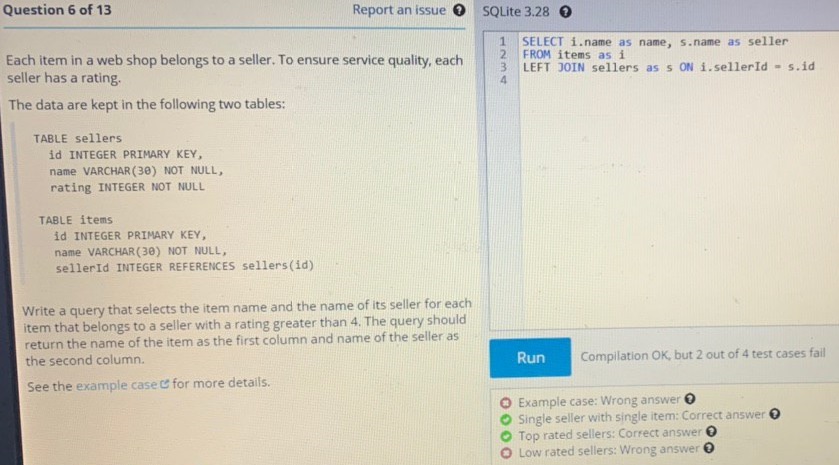 Question 6 of 13
Report an issue
Each item in a web shop belongs to a seller. To ensure service quality, each
seller has a rating.
The data are kept in the following two tables:
TABLE sellers
id INTEGER PRIMARY KEY,
name VARCHAR(30) NOT NULL,
rating INTEGER NOT NULL
TABLE items
id INTEGER PRIMARY KEY,
name VARCHAR(30) NOT NULL,
sellerId INTEGER REFERENCES sellers(id)
Write a query that selects the item name and the name of its seller for each
item that belongs to a seller with a rating greater than 4. The query should
return the name of the item as the first column and name of the seller as
the second column.
See the example case for more details.
SQLite 3.28
1 SELECT i.name as name, s.name as seller
2 FROM items as i
3 LEFT JOIN sellers as s ON i.sellerId = s.id
4
Run
Compilation OK, but 2 out of 4 test cases fail
Example case: Wrong answer
Single seller with single item: Correct answer
Top rated sellers: Correct answer
Low rated sellers: Wrong answer